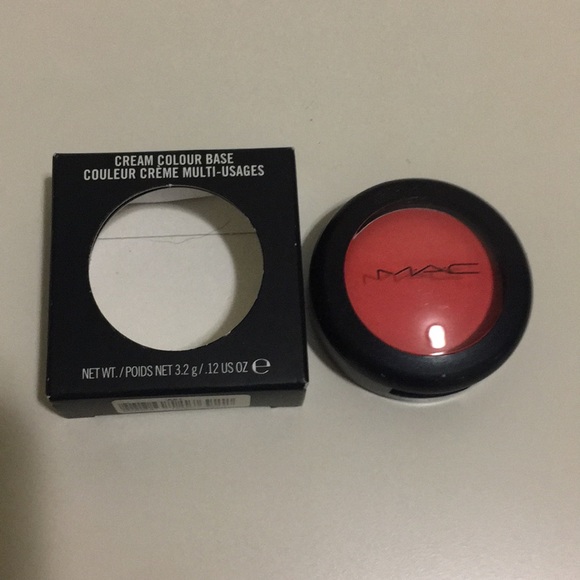 CREAM COLOUR BASE
COULEUR CRÈME MULTI-USAGES
NET WT. / POIDS NET 3.2 g / .12 US OZ ℮
MAC